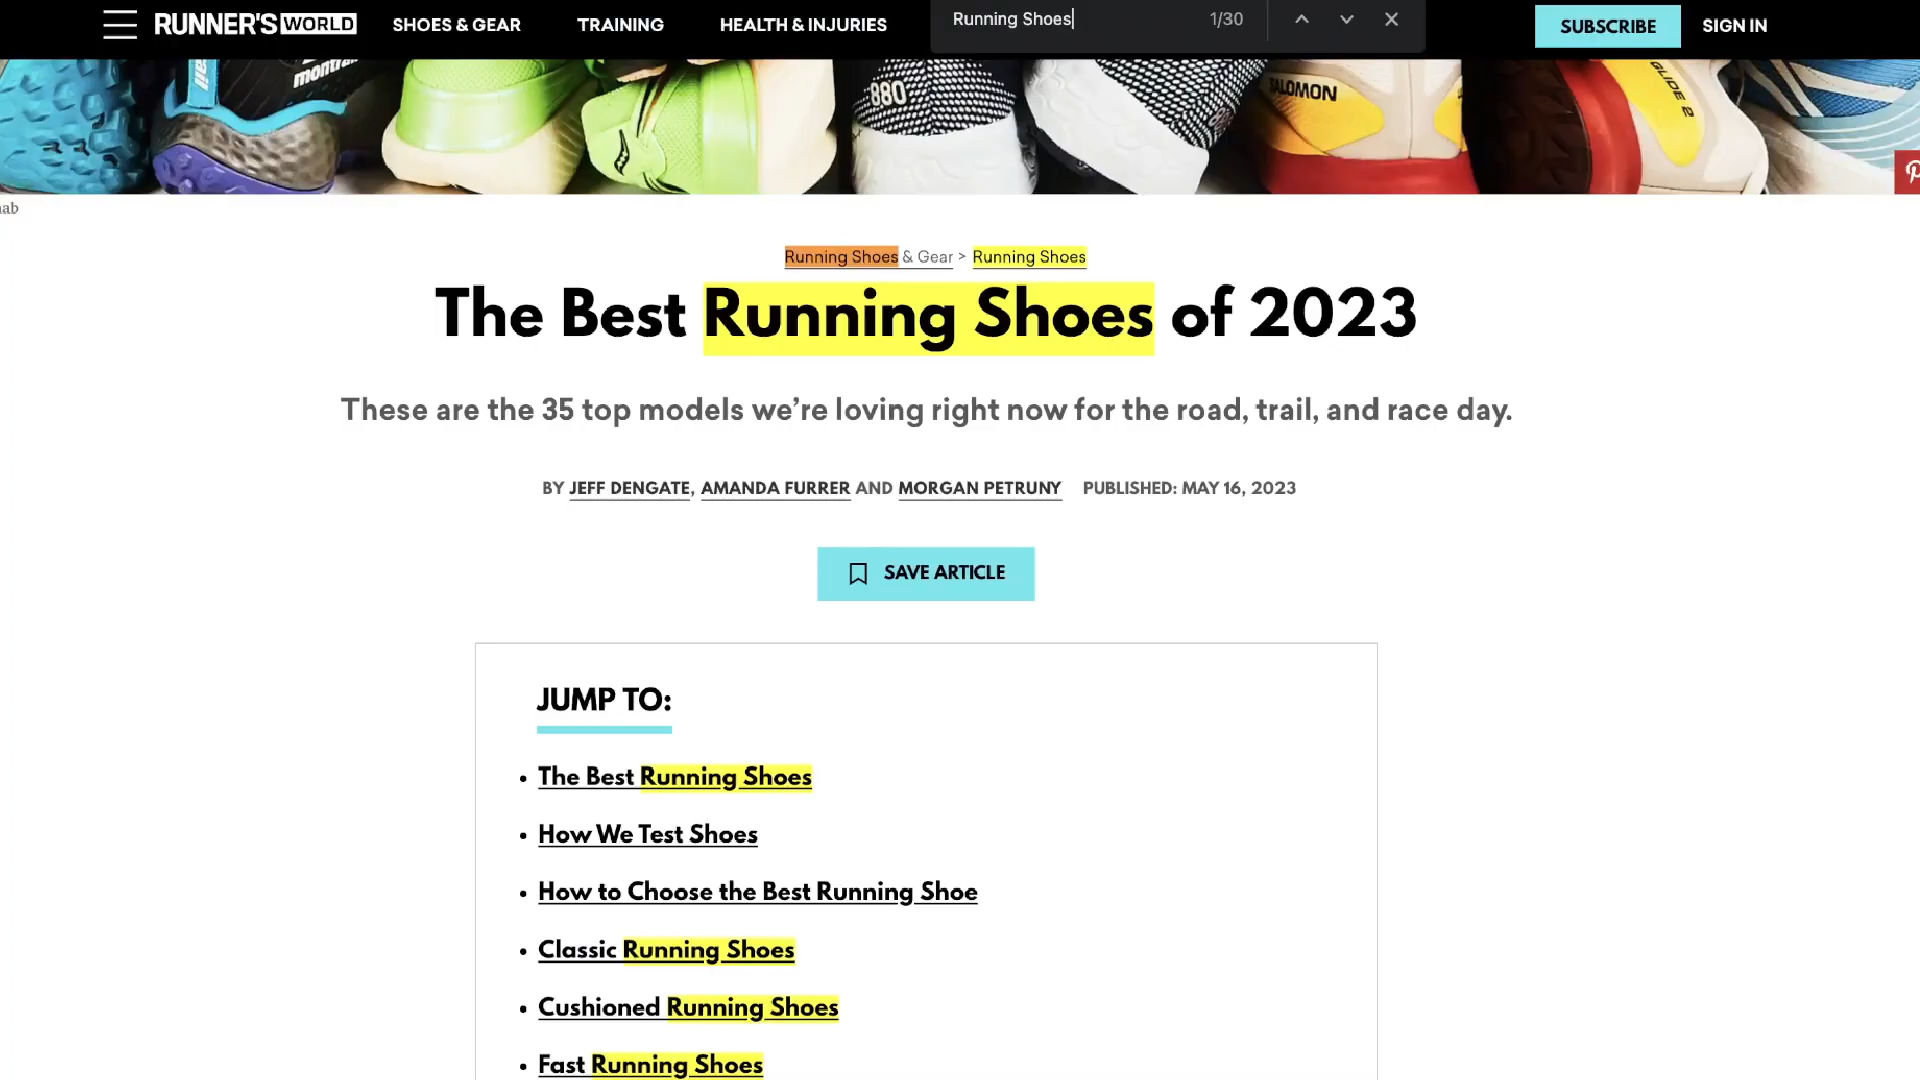 RUNNER'S WORLD
SHOES & GEAR
TRAINING
HEALTH & INJURIES
Running Shoes
1/30
SUBSCRIBE
SIGN IN
880
SALOMON
GLIDE
Running Shoes & Gear > Running Shoes
The Best Running Shoes of 2023
These are the 35 top models we’re loving right now for the road, trail, and race day.
BY JEFF DENGATE, AMANDA FURRER AND MORGAN PETRUNY PUBLISHED: MAY 16, 2023
SAVE ARTICLE
JUMP TO:
• The Best Running Shoes
• How We Test Shoes
• How to Choose the Best Running Shoe
• Classic Running Shoes
• Cushioned Running Shoes
• Fast Running Shoes